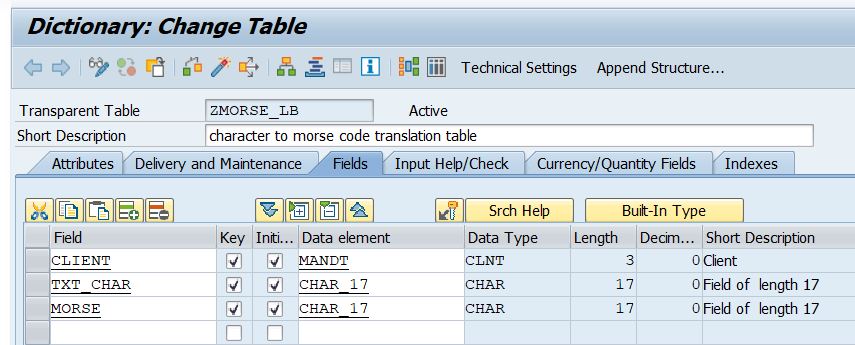 Dictionary: Change Table
Technical Settings Append Structure...
Transparent Table ZMORSE_LB Active
Short Description character to morse code translation table
Attributes Delivery and Maintenance Fields Input Help/Check Currency/Quantity Fields Indexes
Srch Help Built-In Type
Field Key Initi... Data element Data Type Length Decim... Short Description
CLIENT MANDT CLNT 3 0 Client
TXT_CHAR CHAR_17 CHAR 17 0 Field of length 17
MORSE CHAR_17 CHAR 17 0 Field of length 17